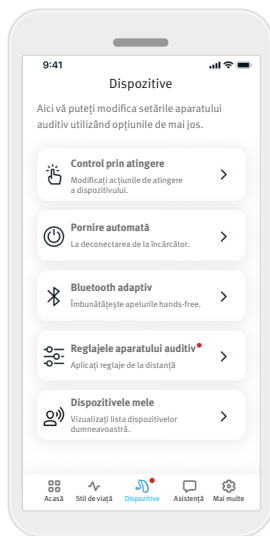 9:41
Dispozitive
Aici vă puteți modifica setările aparatului
auditiv utilizând opțiunile de mai jos.
Control prin atingere
Modificați acțiunile de atingere
a dispozitivului.
Pornire automată
La deconectarea de la încărcător.
Bluetooth adaptiv
Îmbunătățește apelurile hands-free.
Reglajele aparatului auditiv
Aplicați reglaje de la distanță
Dispozitivele mele
Vizualizați lista dispozitivelor
dumneavoastră.
Acasă Stil de viață Dispozitive Asistență Mai multe